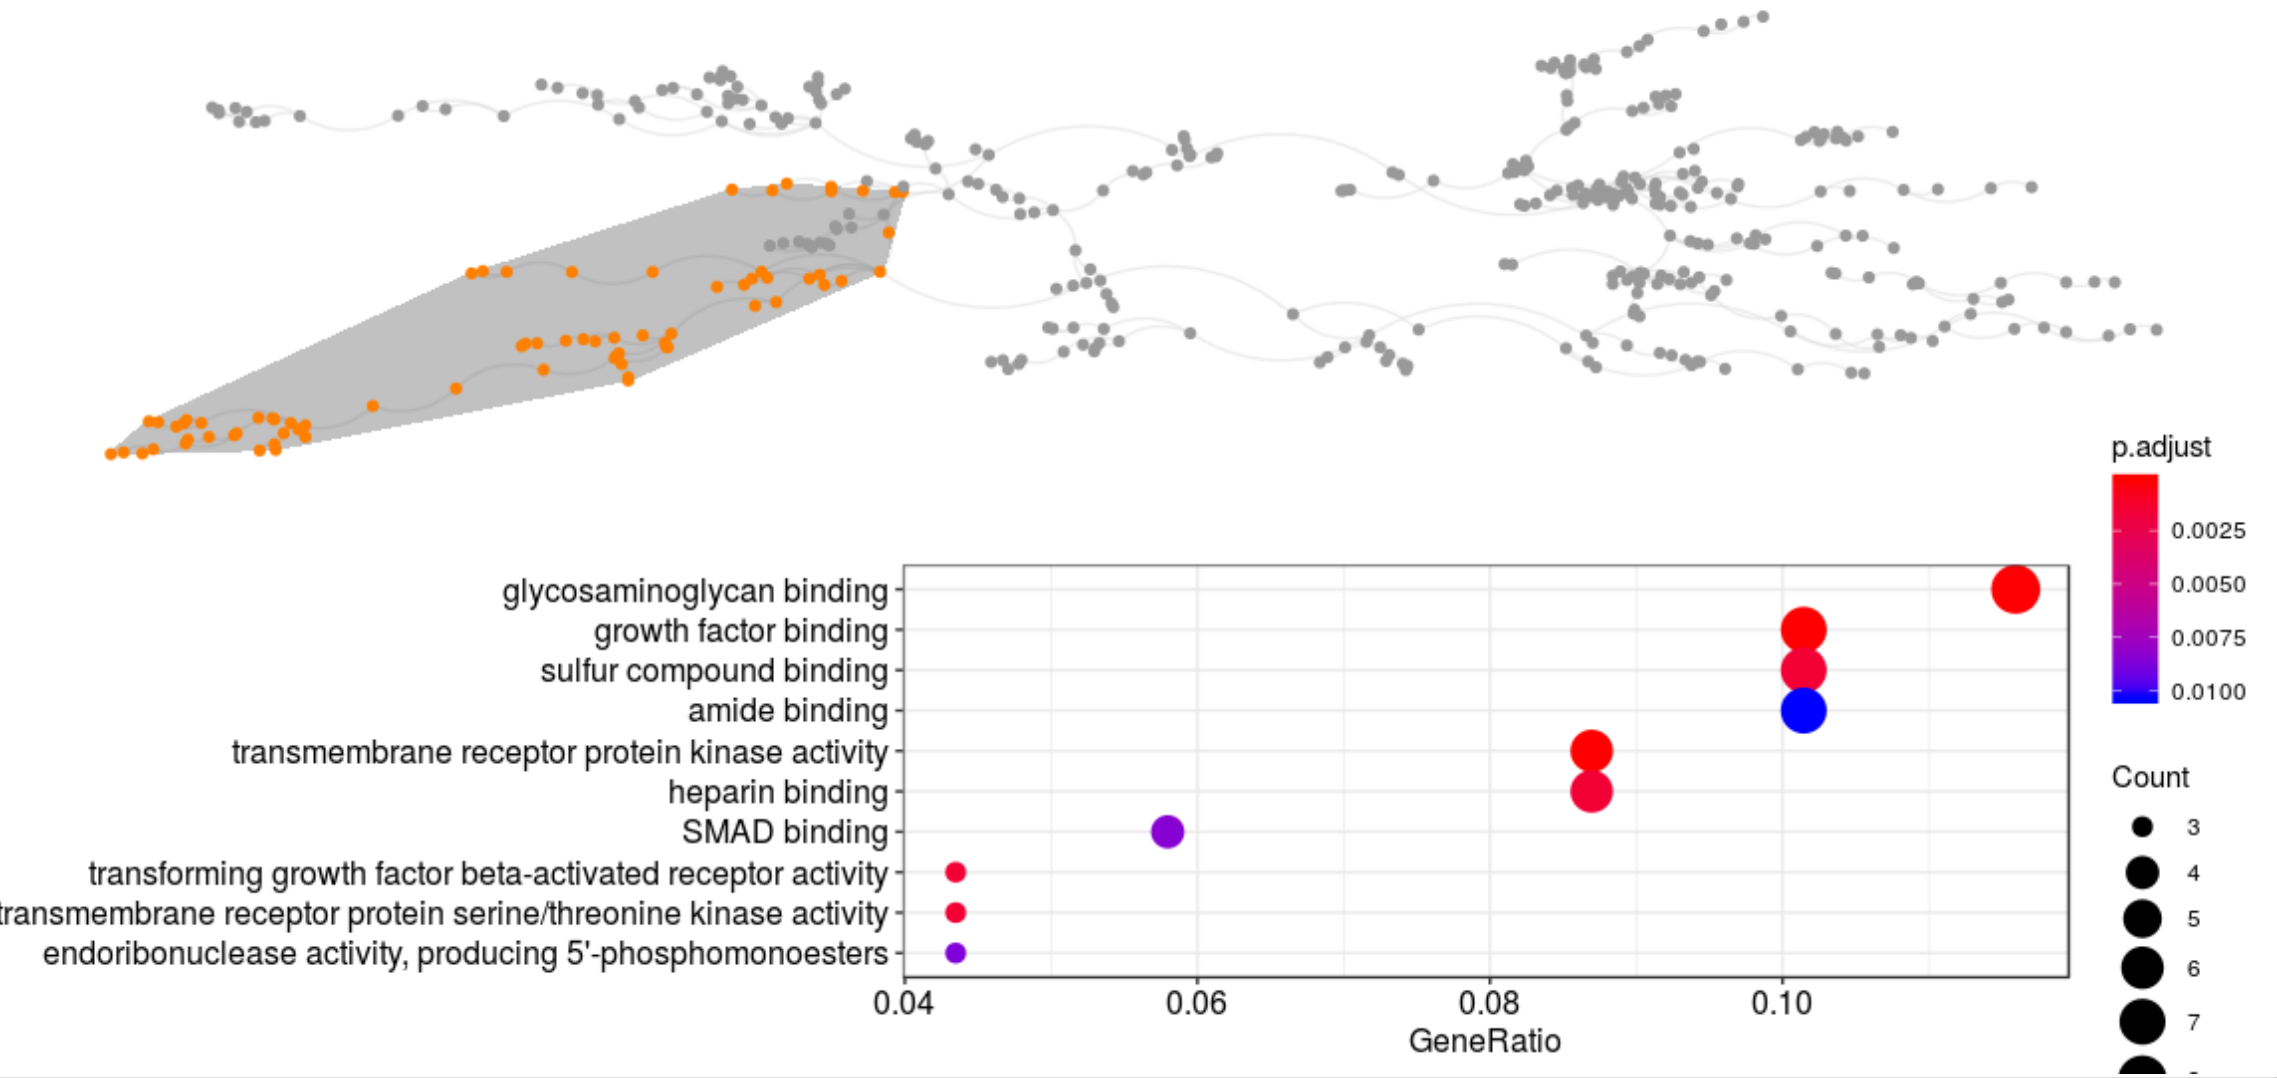 p.adjust
0.0025
0.0050
0.0075
0.0100
glycosaminoglycan binding
growth factor binding
sulfur compound binding
amide binding
transmembrane receptor protein kinase activity
heparin binding
SMAD binding
transforming growth factor beta-activated receptor activity
transmembrane receptor protein serine/threonine kinase activity
endoribonuclease activity, producing 5'-phosphomonoesters
0.04 0.06 0.08 0.10
GeneRatio
Count
3
4
5
6
7